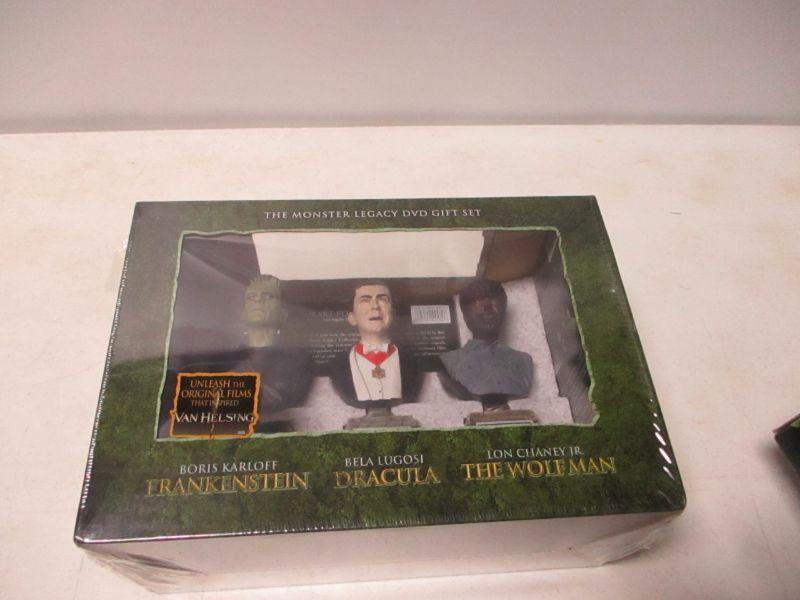 THE MONSTER LEGACY DVD GIFT SET
UNLEASH THE
ORIGINAL FILMS
THAT INSPIRED
VAN HELSING
BORIS KARLOFF
FRANKENSTEIN
BELA LUGOSI
DRACULA
LON CHANEY JR.
THE WOLF MAN